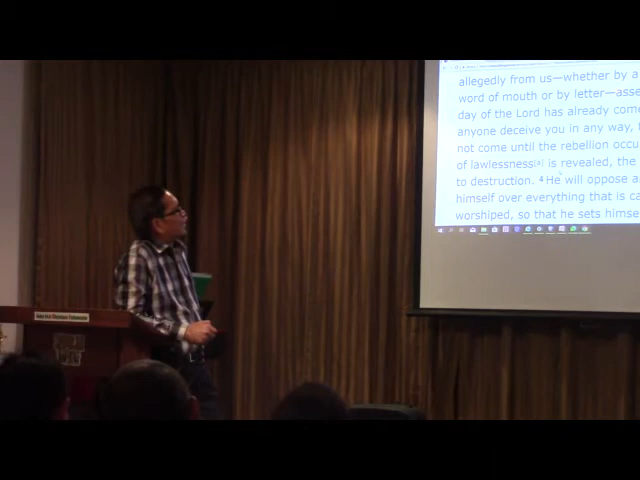 allegedly from us—whether by a
word of mouth or by letter—asse
day of the Lord has already come
anyone deceive you in any way,
not come until the rebellion occu
of lawlessness[a] is revealed, the
to destruction. 4 He will oppose a
himself over everything that is ca
worshiped, so that he sets himse